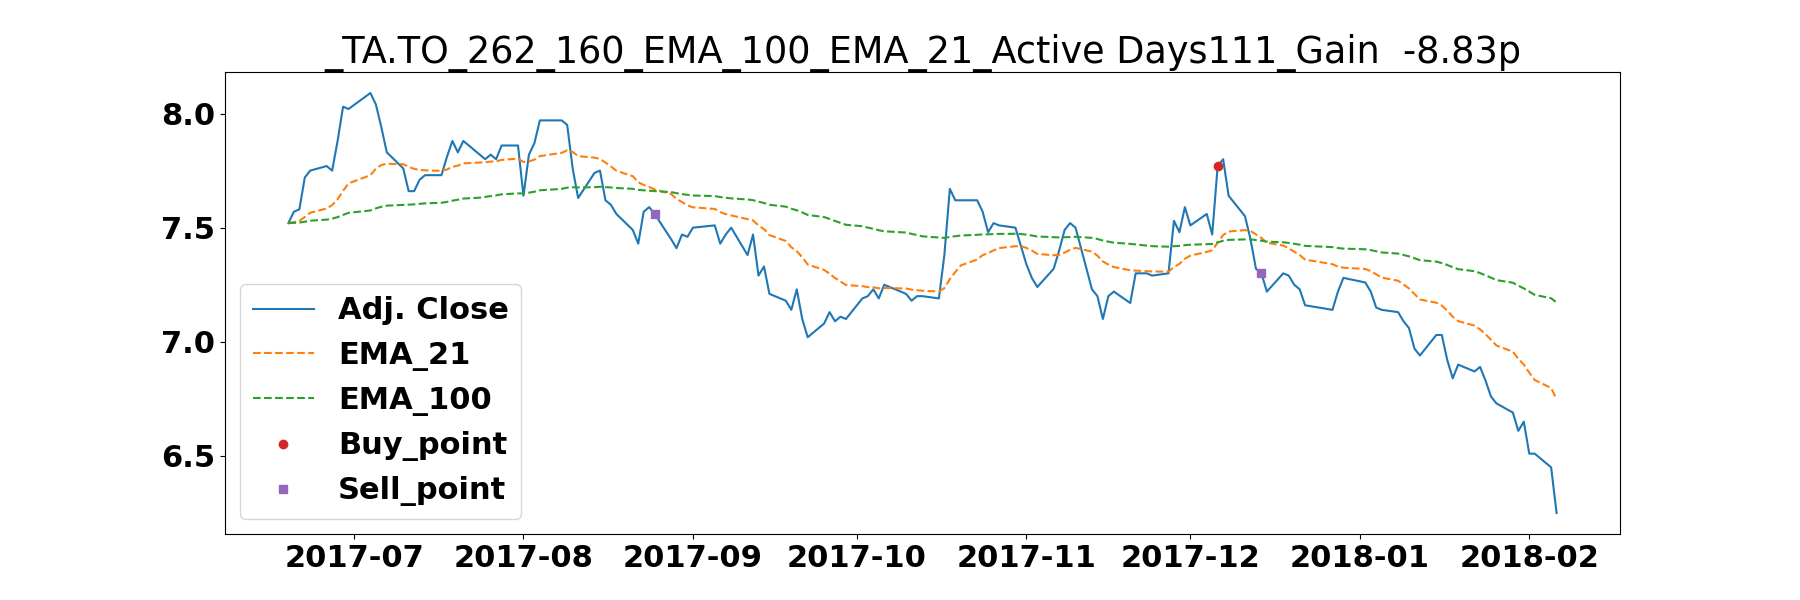 _TA.TO_262_160_EMA_100_EMA_21_Active Days111_Gain  -8.83p
8.0
7.5
7.0
6.5
Adj. Close
EMA_21
EMA_100
Buy_point
Sell_point
2017-07 2017-08 2017-09 2017-10 2017-11 2017-12 2018-01 2018-02